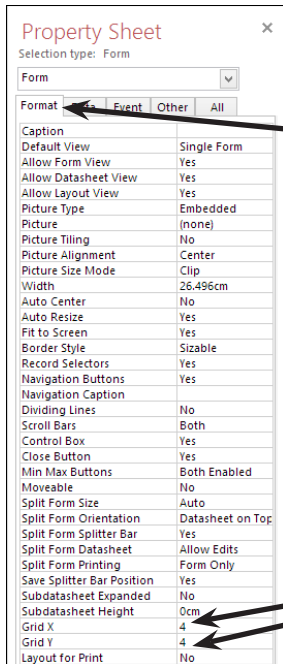 Property Sheet
Selection type: Form
Form
Format Data Event Other All
Caption
Default View Single Form
Allow Form View Yes
Allow Datasheet View Yes
Allow Layout View Yes
Picture Type Embedded
Picture (none)
Picture Tiling No
Picture Alignment Center
Picture Size Mode Clip
Width 26.496cm
Auto Center No
Auto Resize Yes
Fit to Screen Yes
Border Style Sizable
Record Selectors Yes
Navigation Buttons Yes
Navigation Caption
Dividing Lines No
Scroll Bars Both
Control Box Yes
Close Button Yes
Min Max Buttons Both Enabled
Moveable No
Split Form Size Auto
Split Form Orientation Datasheet on Top
Split Form Splitter Bar Yes
Split Form Datasheet Allow Edits
Split Form Printing Form Only
Save Splitter Bar Position Yes
Subdatasheet Expanded No
Subdatasheet Height 0cm
Grid X 4
Grid Y 4
Layout for Print No